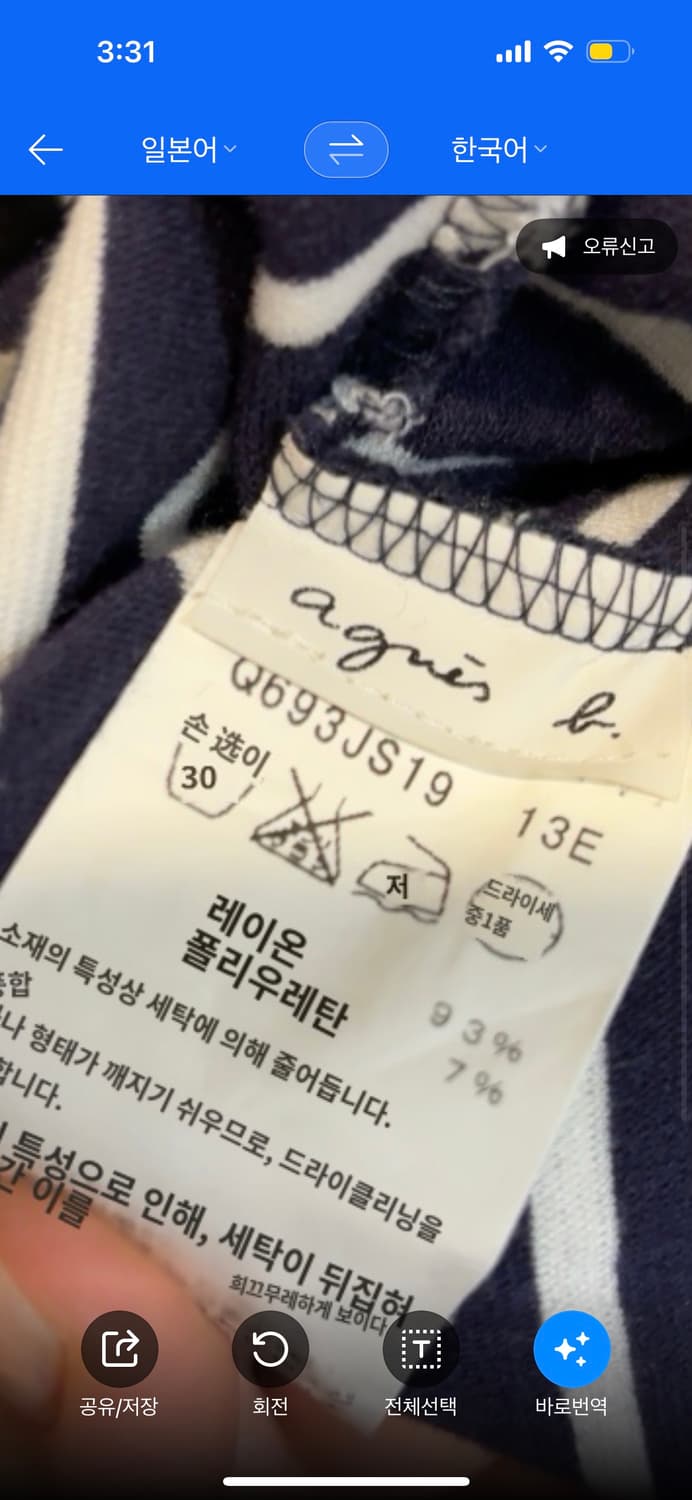 3:31
일본어
한국어
오류신고
agnès b.
Q693JS19
13E
손 选이
30
저
드라이세
중1품
레이온
폴리우레탄
93%
7%
소재의 특성상 세탁에 의해 줄어듭니다.
형태가 깨지기 쉬우므로, 드라이클리닝을
합니다.
특성으로 인해, 세탁이 뒤집혀
이를
희끄무레하게 보이다
공유/저장
회전
T
전체선택
바로번역